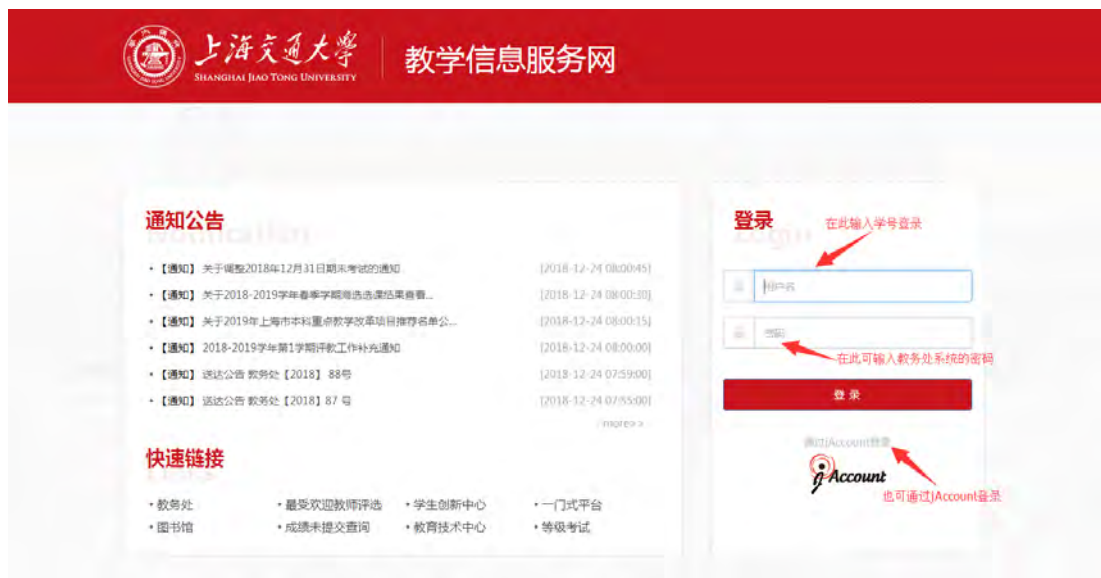 上海交通大學
SHANGHAI JIAO TONG UNIVERSITY
教学信息服务网
通知公告
【通知】 关于调整2018年12月31日期末考试的通知 [2018-12-24 08:00:45]
【通知】 关于2018-2019学年春季学期海选选课结果查看... [2018-12-24 08:00:30]
【通知】 关于2019年上海市本科重点教学改革项目推荐名单公... [2018-12-24 08:00:15]
【通知】 2018-2019学年第1学期评教工作补充通知 [2018-12-24 08:00:00]
【通知】 送达公告 教务处【2018】 88号 [2018-12-24 07:59:00]
【通知】 送达公告 教务处【2018】87 号 [2018-12-24 07:55:00]
more>>
快速链接
·教务处 ·最受欢迎教师评选 ·学生创新中心 ·一门式平台
·图书馆 ·成绩未提交查询 ·教育技术中心 ·等级考试
登录
在此输入学号登录
用户名
密码
在此可输入教务处系统的密码
登 录
通过jAccount登录
jAccount
也可通过jAccount登录